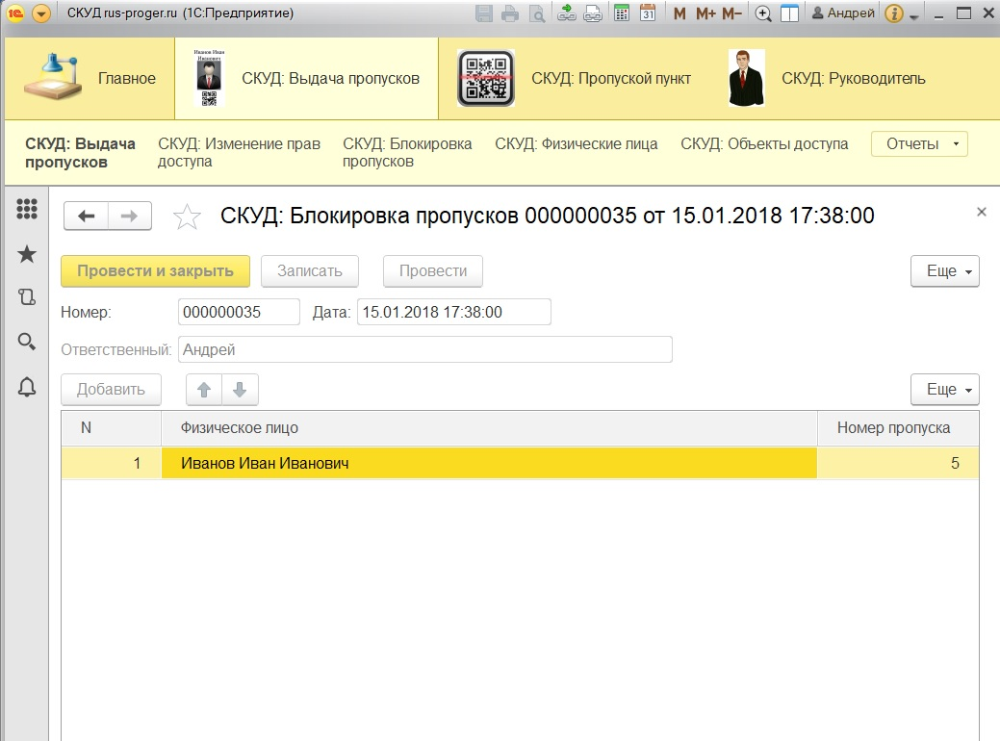 СКУД rus-proger.ru (1С:Предприятие)
31
M M+ M−
Андрей
Главное
Иванов Иван
Иванович
СКУД: Выдача пропусков
СКУД: Пропуской пункт
СКУД: Руководитель
СКУД: Выдача
пропусков
СКУД: Изменение прав
доступа
СКУД: Блокировка
пропусков
СКУД: Физические лица
СКУД: Объекты доступа
Отчеты
СКУД: Блокировка пропусков 000000035 от 15.01.2018 17:38:00
Провести и закрыть
Записать
Провести
Еще
Номер: 000000035 Дата: 15.01.2018 17:38:00
Ответственный: Андрей
Добавить
Еще
N Физическое лицо Номер пропуска
1 Иванов Иван Иванович 5